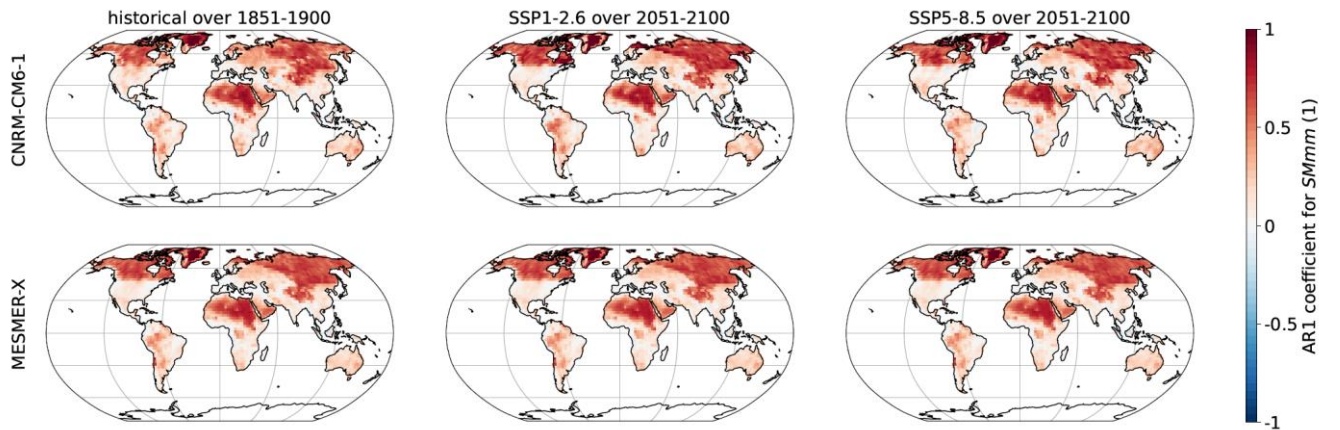 historical over 1851-1900
SSP1-2.6 over 2051-2100
SSP5-8.5 over 2051-2100
CNRM-CM6-1
MESMER-X
1
0.5
0
-0.5
-1
AR1 coefficient for SMmm (1)